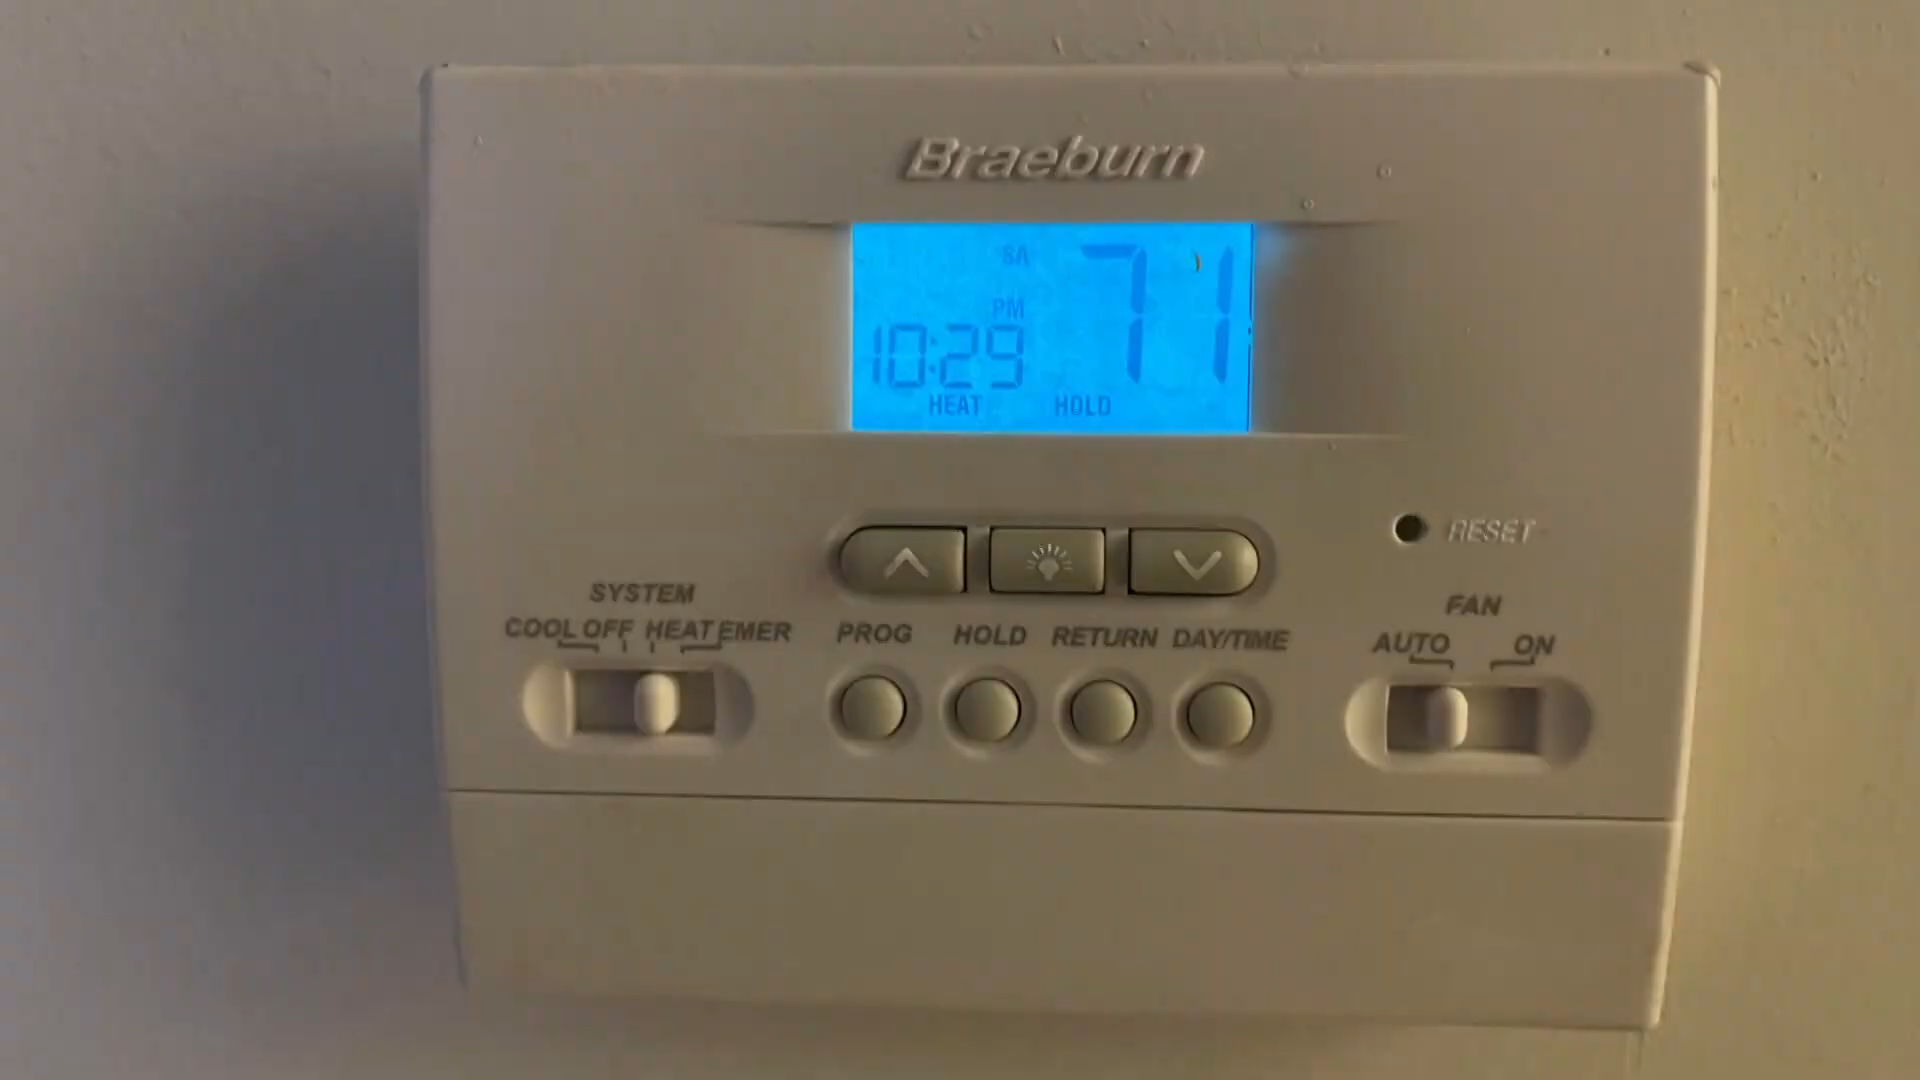 Braeburn
SA
71
PM
10:29
HEAT HOLD
RESET
SYSTEM
COOL OFF HEAT EMER
PROG HOLD RETURN DAY/TIME
FAN
AUTO ON